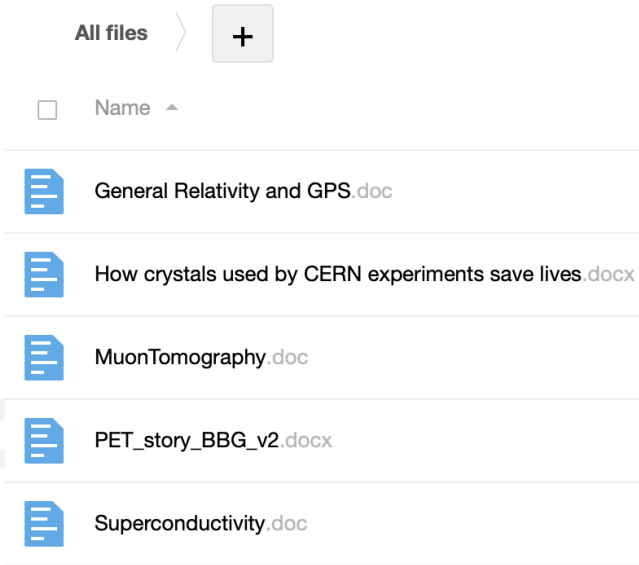 All files
+
Name
General Relativity and GPS.doc
How crystals used by CERN experiments save lives.docx
MuonTomography.doc
PET_story_BBG_v2.docx
Superconductivity.doc